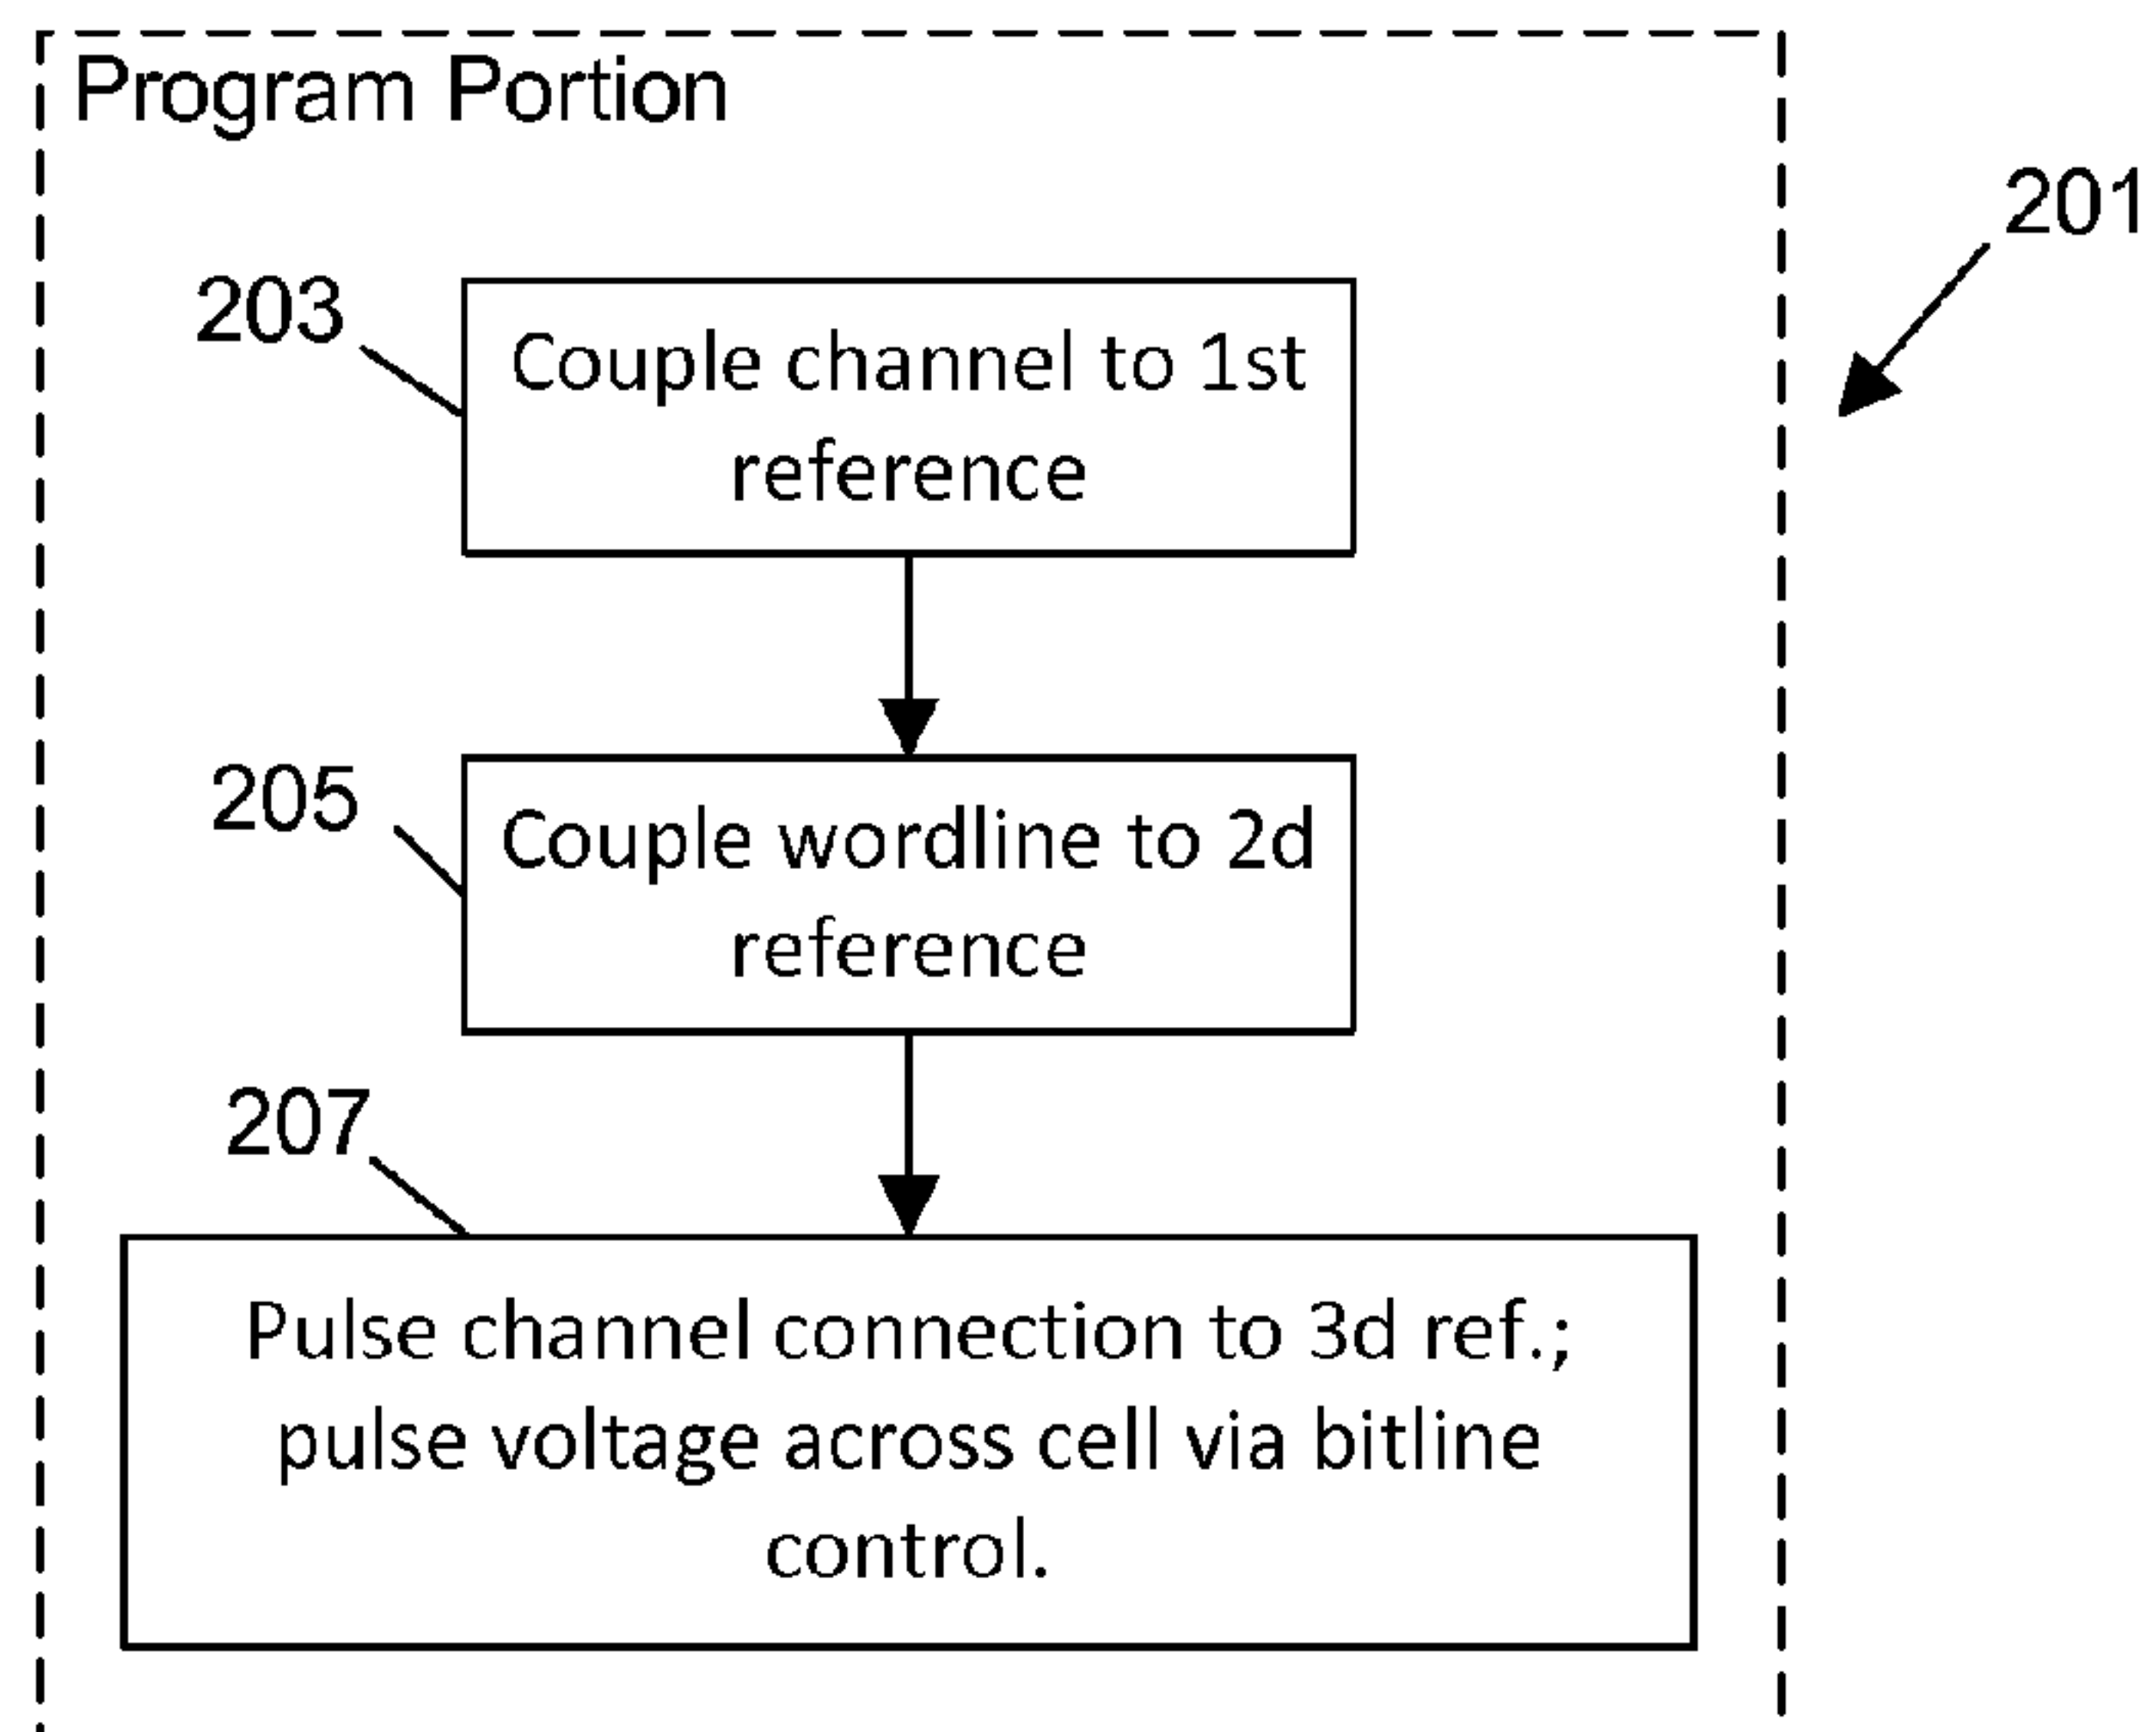 Program Portion
201
203
Couple channel to 1st
reference
205
Couple wordline to 2d
reference
207
Pulse channel connection to 3d ref.;
pulse voltage across cell via bitline
control.